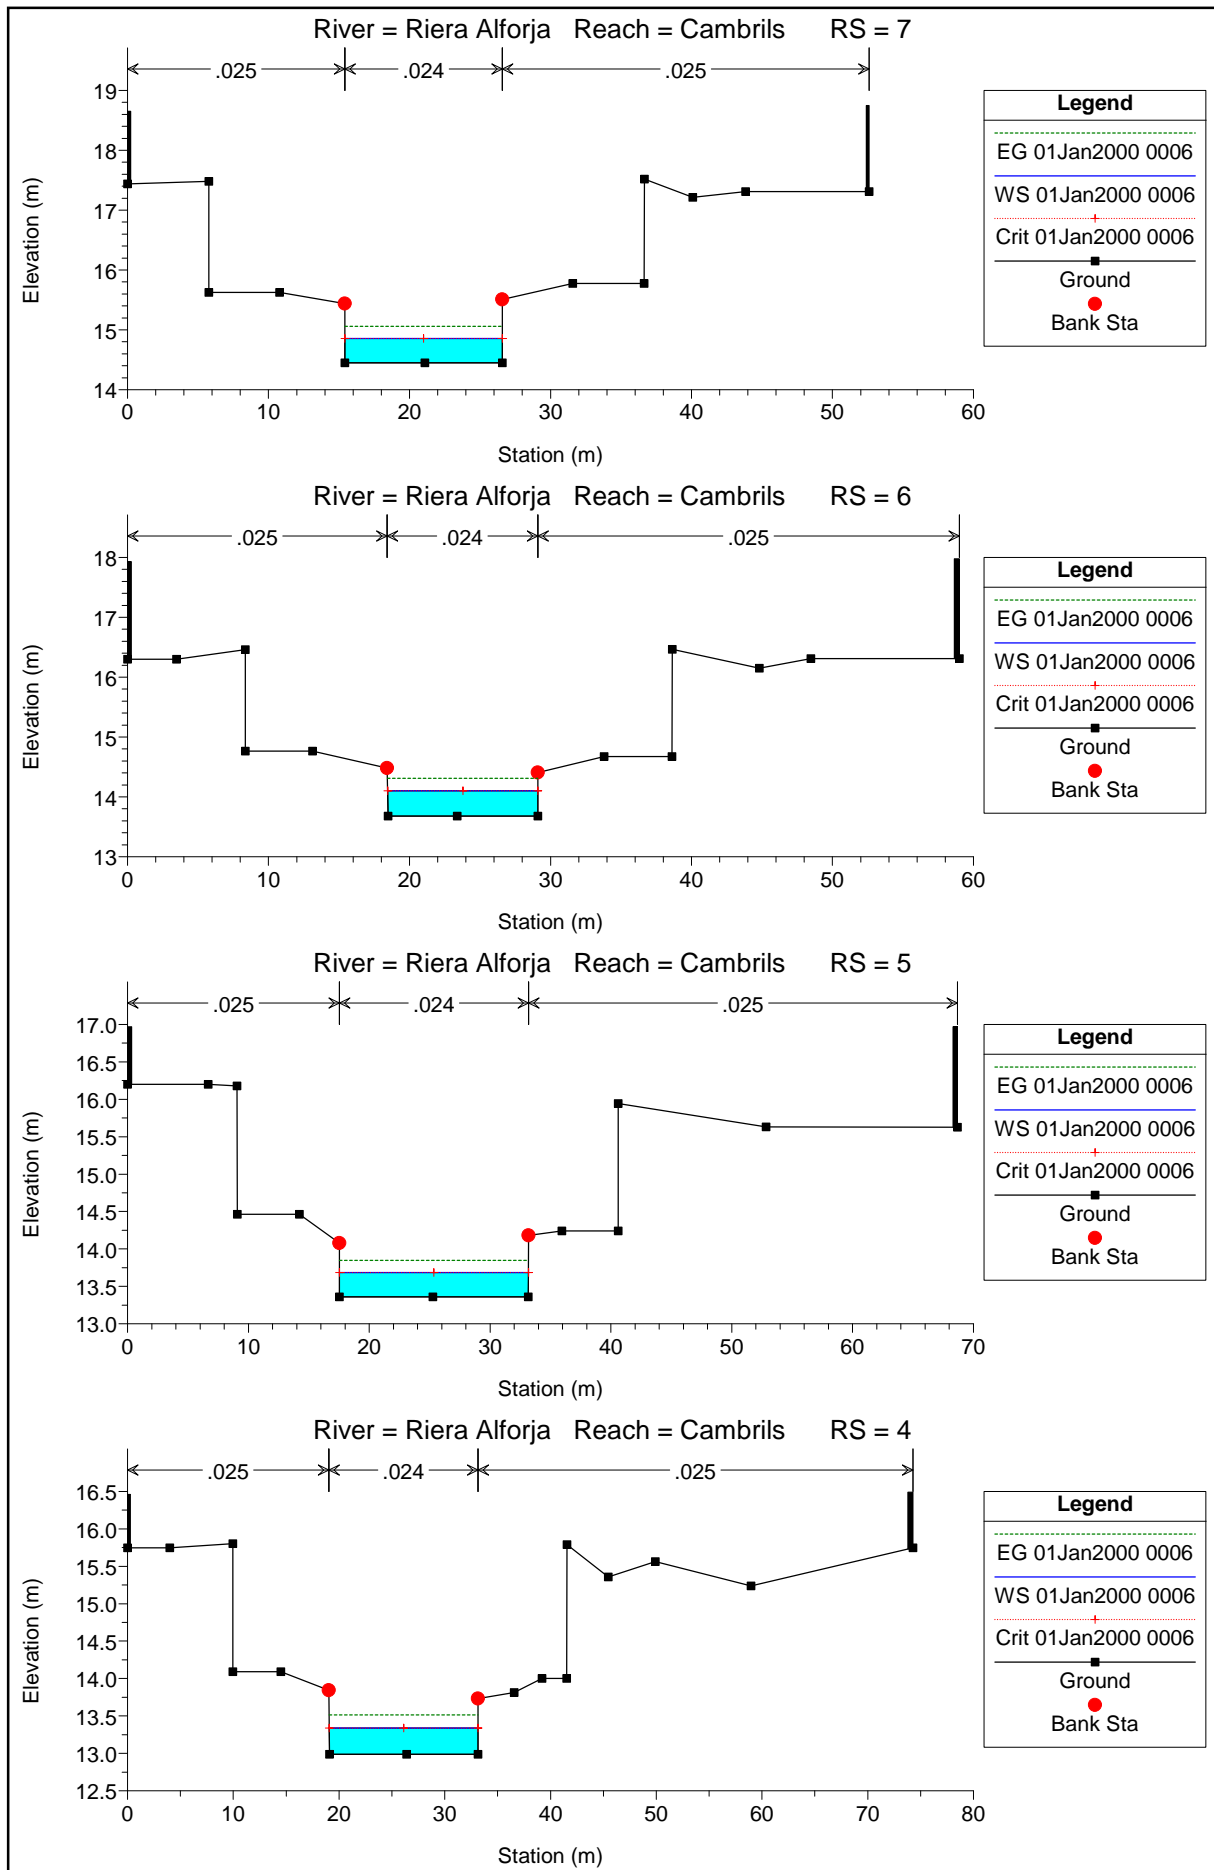 River = Riera Alforja Reach = Cambrils RS = 7
.025 .024 .025
19
18
17
16
15
14
Elevation (m)
0 10 20 30 40 50 60
Station (m)
Legend
EG 01Jan2000 0006
WS 01Jan2000 0006
Crit 01Jan2000 0006
Ground
Bank Sta
River = Riera Alforja Reach = Cambrils RS = 6
.025 .024 .025
18
17
16
15
14
13
Elevation (m)
0 10 20 30 40 50 60
Station (m)
Legend
EG 01Jan2000 0006
WS 01Jan2000 0006
Crit 01Jan2000 0006
Ground
Bank Sta
River = Riera Alforja Reach = Cambrils RS = 5
.025 .024 .025
17.0
16.5
16.0
15.5
15.0
14.5
14.0
13.5
13.0
Elevation (m)
0 10 20 30 40 50 60 70
Station (m)
Legend
EG 01Jan2000 0006
WS 01Jan2000 0006
Crit 01Jan2000 0006
Ground
Bank Sta
River = Riera Alforja Reach = Cambrils RS = 4
.025 .024 .025
16.5
16.0
15.5
15.0
14.5
14.0
13.5
13.0
12.5
Elevation (m)
0 10 20 30 40 50 60 70 80
Station (m)
Legend
EG 01Jan2000 0006
WS 01Jan2000 0006
Crit 01Jan2000 0006
Ground
Bank Sta